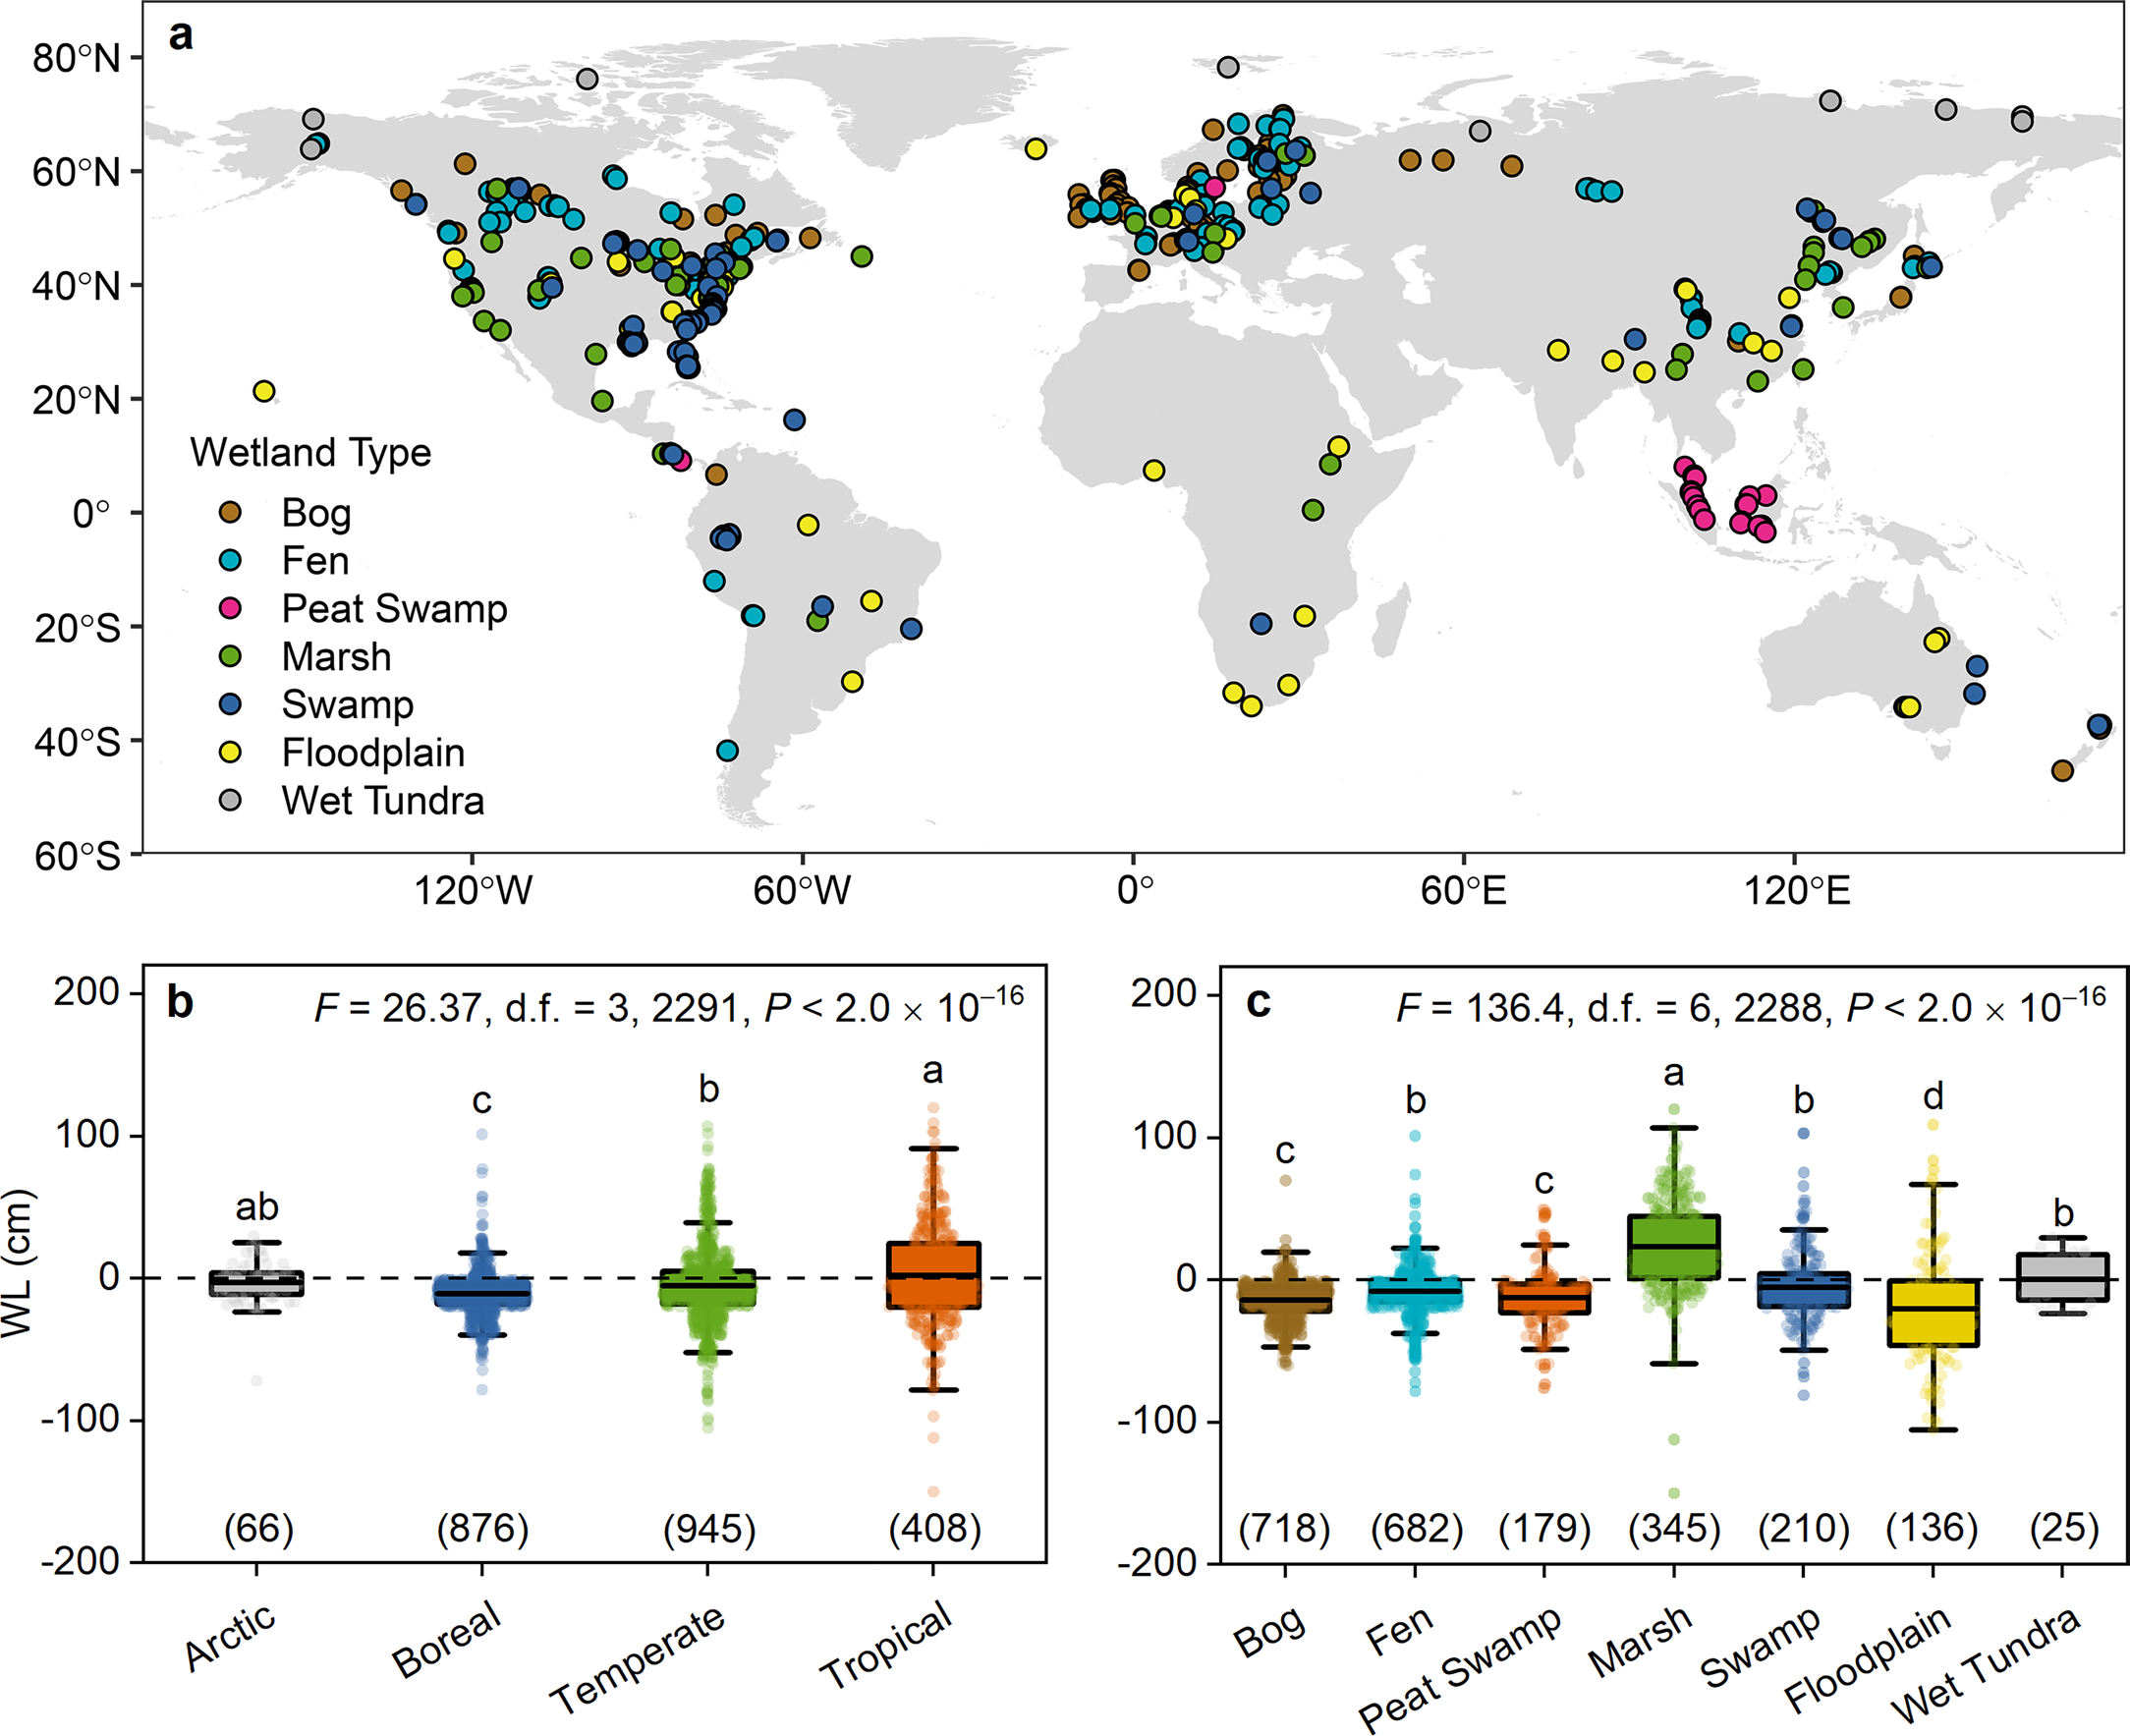 a
80°N
60°N
40°N
20°N
0°
20°S
40°S
60°S
Wetland Type
Bog
Fen
Peat Swamp
Marsh
Swamp
Floodplain
Wet Tundra
120°W 60°W 0° 60°E 120°E
b
F = 26.37, d.f. = 3, 2291, P < 2.0 × 10⁻¹⁶
WL (cm)
200
100
0
-100
-200
ab c b a
(66) (876) (945) (408)
Arctic Boreal Temperate Tropical
c
F = 136.4, d.f. = 6, 2288, P < 2.0 × 10⁻¹⁶
200
100
0
-100
-200
c b c a b d b
(718) (682) (179) (345) (210) (136) (25)
Bog Fen Peat Swamp Marsh Swamp Floodplain Wet Tundra